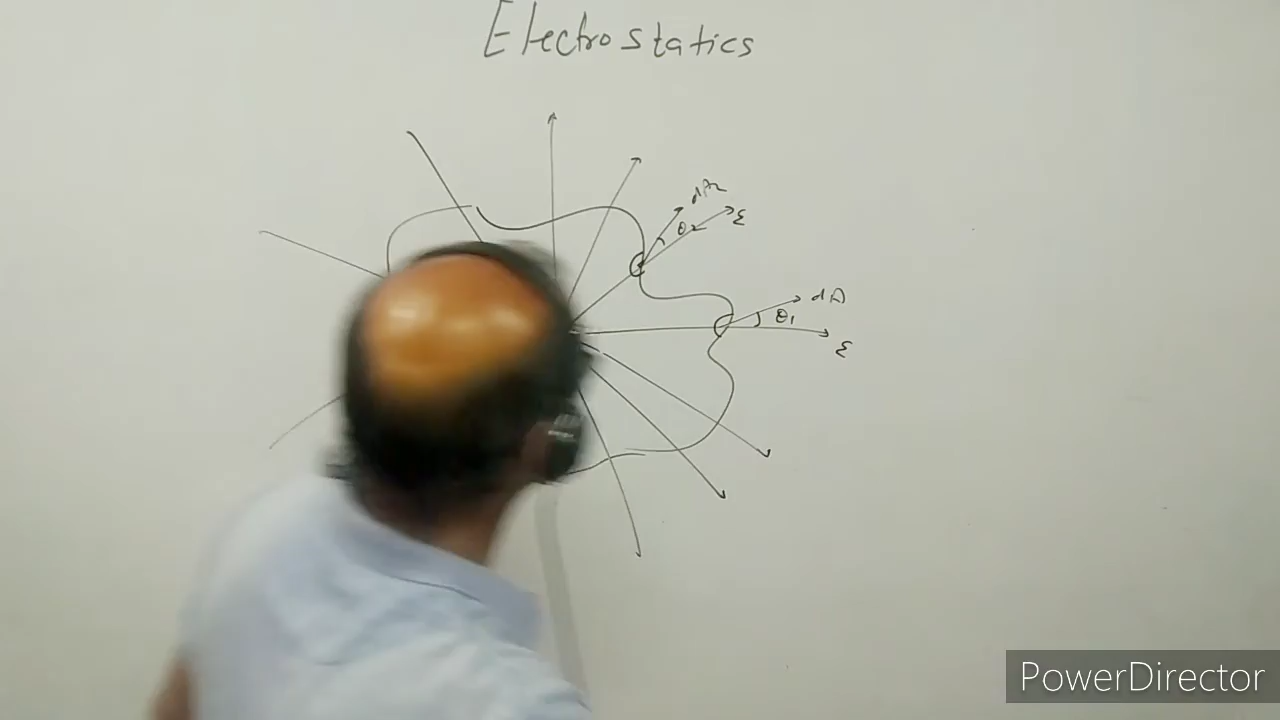 Electrostatics
dA2
ε
θ2
dA
θ1
ε
PowerDirector